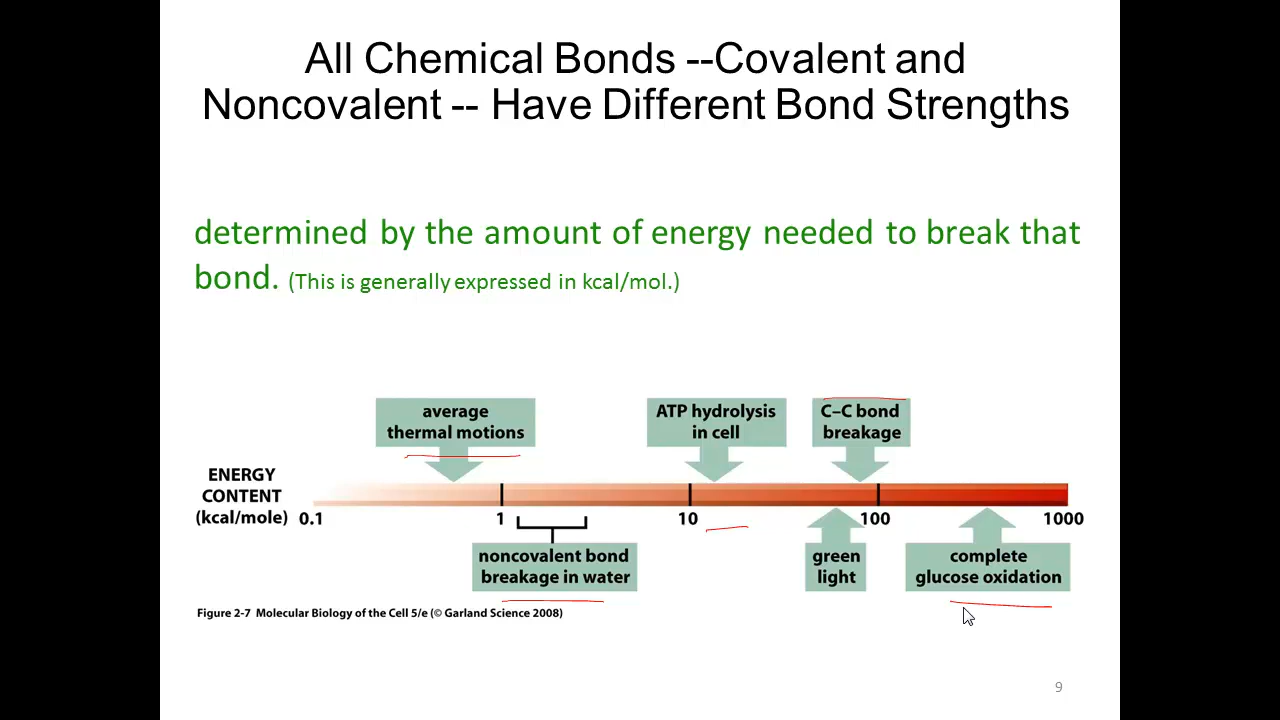 All Chemical Bonds --Covalent and
Noncovalent -- Have Different Bond Strengths
determined by the amount of energy needed to break that
bond. (This is generally expressed in kcal/mol.)
average
thermal motions
ATP hydrolysis
in cell
C–C bond
breakage
ENERGY
CONTENT
(kcal/mole)
0.1
1
10
100
1000
noncovalent bond
breakage in water
green
light
complete
glucose oxidation
Figure 2-7 Molecular Biology of the Cell 5/e (© Garland Science 2008)
9